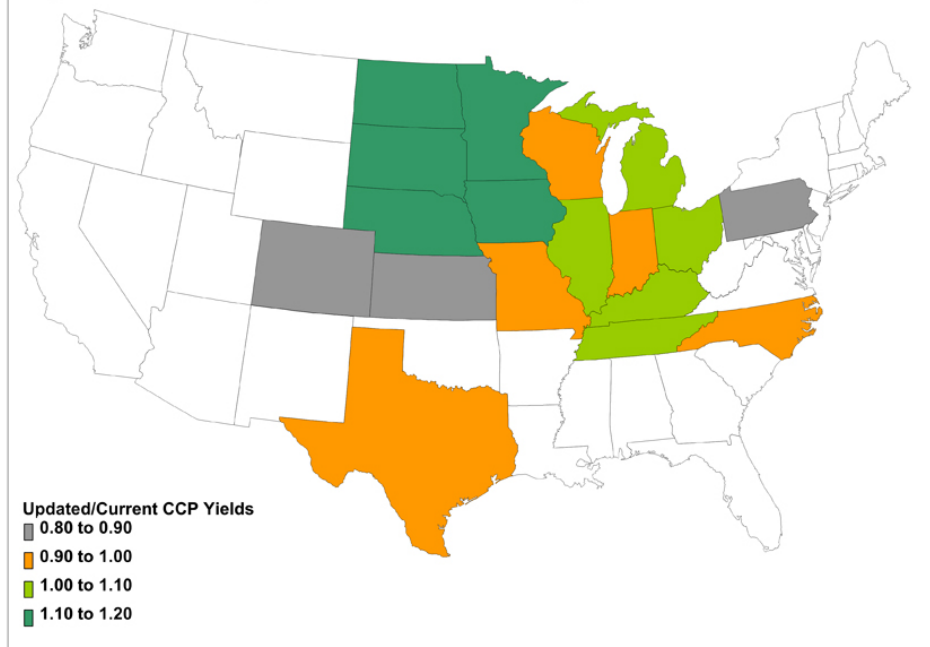 Updated/Current CCP Yields
0.80 to 0.90
0.90 to 1.00
1.00 to 1.10
1.10 to 1.20